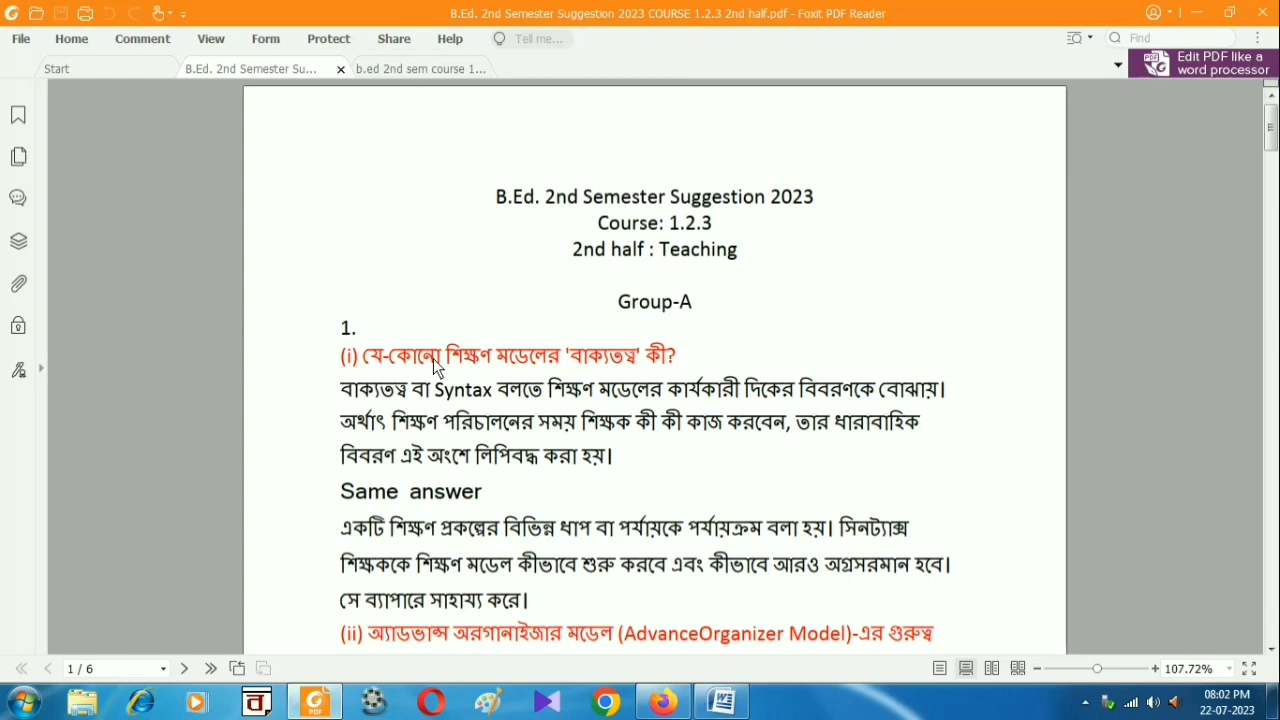 B.Ed. 2nd Semester Suggestion 2023 COURSE 1.2.3 2nd half.pdf - Foxit PDF Reader
File Home Comment View Form Protect Share Help Tell me... Find
Start B.Ed. 2nd Semester Su... b.ed 2nd sem course 1... Edit PDF like a
word processor
B.Ed. 2nd Semester Suggestion 2023
Course: 1.2.3
2nd half : Teaching
Group-A
1.
(i) যে-কোনো শিক্ষণ মডেলের 'বাক্যতত্ত্ব' কী?
বাক্যতত্ত্ব বা Syntax বলতে শিক্ষণ মডেলের কার্যকারী দিকের বিবরণকে বোঝায়।
অর্থাৎ শিক্ষণ পরিচালনের সময় শিক্ষক কী কী কাজ করবেন, তার ধারাবাহিক
বিবরণ এই অংশে লিপিবদ্ধ করা হয়।
Same answer
একটি শিক্ষণ প্রকল্পের বিভিন্ন ধাপ বা পর্যায়কে পর্যায়ক্রম বলা হয়। সিনট্যাক্স
শিক্ষককে শিক্ষণ মডেল কীভাবে শুরু করবে এবং কীভাবে আরও অগ্রসরমান হবে।
সে ব্যাপারে সাহায্য করে।
(ii) অ্যাডভান্স অরগানাইজার মডেল (AdvanceOrganizer Model)-এর গুরুত্ব
1 / 6 107.72%
08:02 PM
22-07-2023